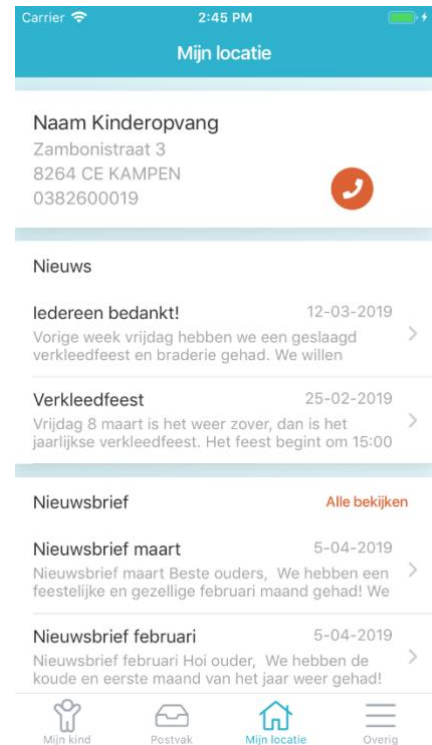 Carrier 2:45 PM
Mijn locatie
Naam Kinderopvang
Zambonistraat 3
8264 CE KAMPEN
0382600019
Nieuws
Iedereen bedankt! 12-03-2019
Vorige week vrijdag hebben we een geslaagd
verkleedfeest en braderie gehad. We willen
Verkleedfeest 25-02-2019
Vrijdag 8 maart is het weer zover, dan is het
jaarlijkse verkleedfeest. Het feest begint om 15:00
Nieuwsbrief Alle bekijken
Nieuwsbrief maart 5-04-2019
Nieuwsbrief maart Beste ouders, We hebben een
feestelijke en gezellige februari maand gehad! We
Nieuwsbrief februari 5-04-2019
Nieuwsbrief februari Hoi ouder, We hebben de
koude en eerste maand van het jaar weer gehad!
Mijn kind Postvak Mijn locatie Overig